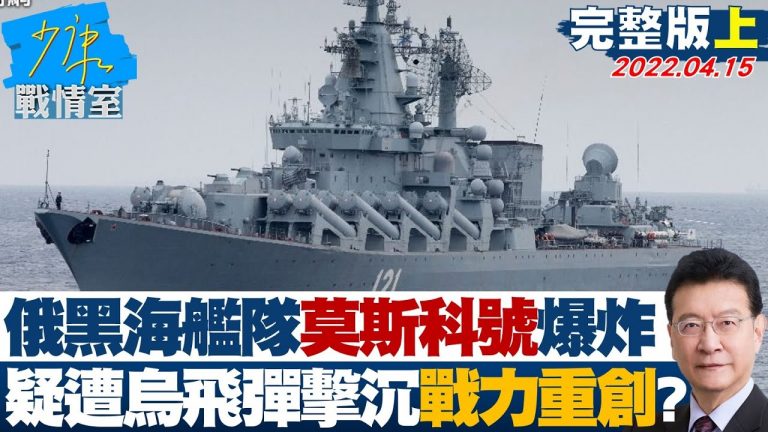 少康
戰情室
完整版上
2022.04.15
121
俄黑海艦隊莫斯科號爆炸
疑遭烏飛彈擊沉戰力重創?